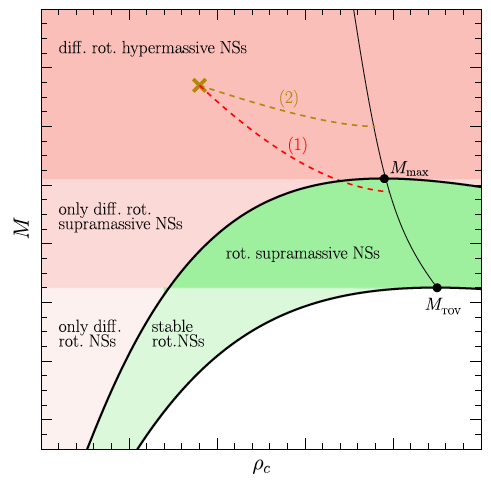 diff. rot. hypermassive NSs
(2)
(1)
M_max
only diff. rot.
supramassive NSs
rot. supramassive NSs
M
M_TOV
only diff.
rot. NSs
stable
rot.NSs
ρ_c